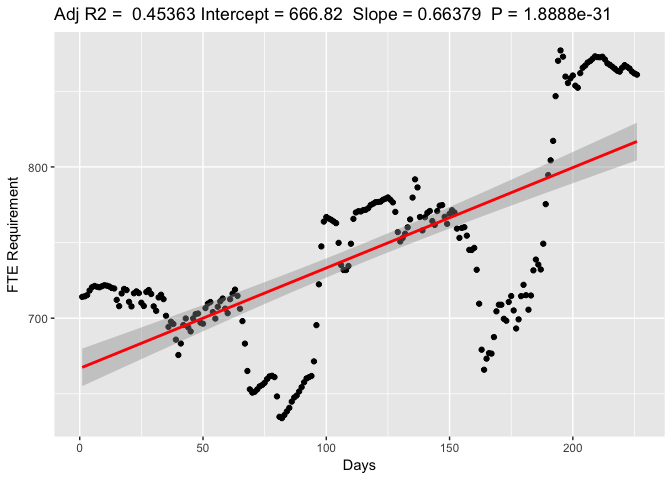 Adj R2 =  0.45363 Intercept = 666.82  Slope = 0.66379  P = 1.8888e-31
800
700
FTE Requirement
0 50 100 150 200
Days